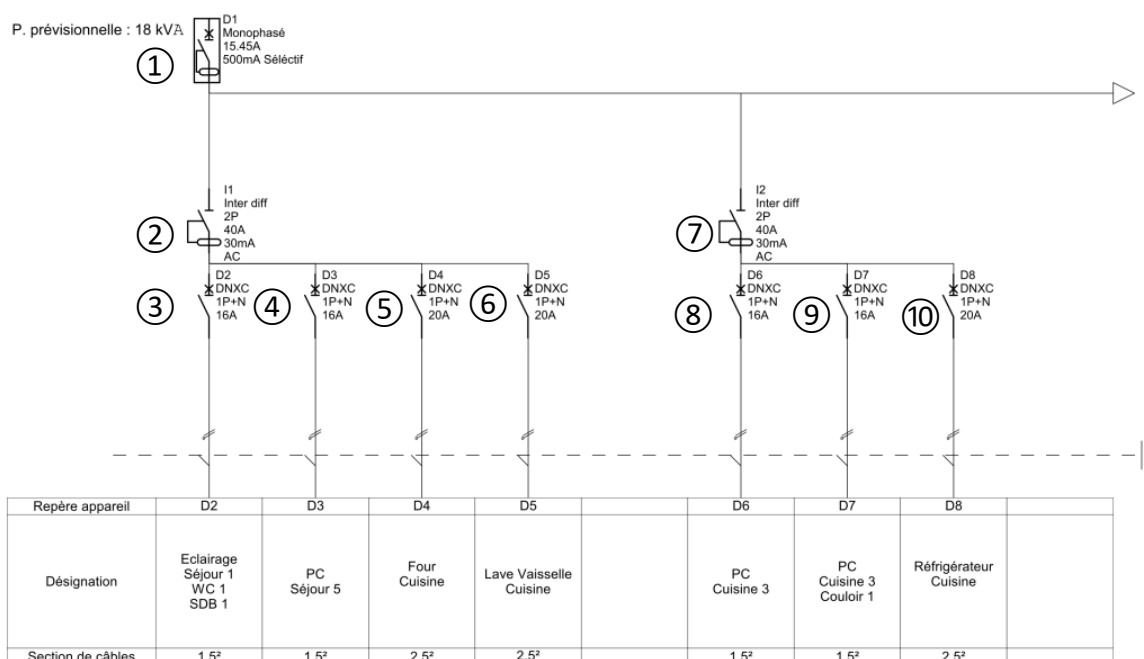 P. prévisionnelle : 18 kVA
D1
Monophasé
15.45A
500mA Séléctif
1
I1
Inter diff
2P
40A
30mA
AC
2
I2
Inter diff
2P
40A
30mA
AC
7
D2
DNXC
1P+N
16A
3
D3
DNXC
1P+N
16A
4
D4
DNXC
1P+N
20A
5
D5
DNXC
1P+N
20A
6
D6
DNXC
1P+N
16A
8
D7
DNXC
1P+N
16A
9
D8
DNXC
1P+N
20A
10
Repère appareil D2 D3 D4 D5 D6 D7 D8
Désignation
Eclairage
Séjour 1
WC 1
SDB 1
PC
Séjour 5
Four
Cuisine
Lave Vaisselle
Cuisine
PC
Cuisine 3
PC
Cuisine 3
Couloir 1
Réfrigérateur
Cuisine
Section de câbles 1.5² 1.5² 2.5² 2.5² 1.5² 1.5² 2.5²